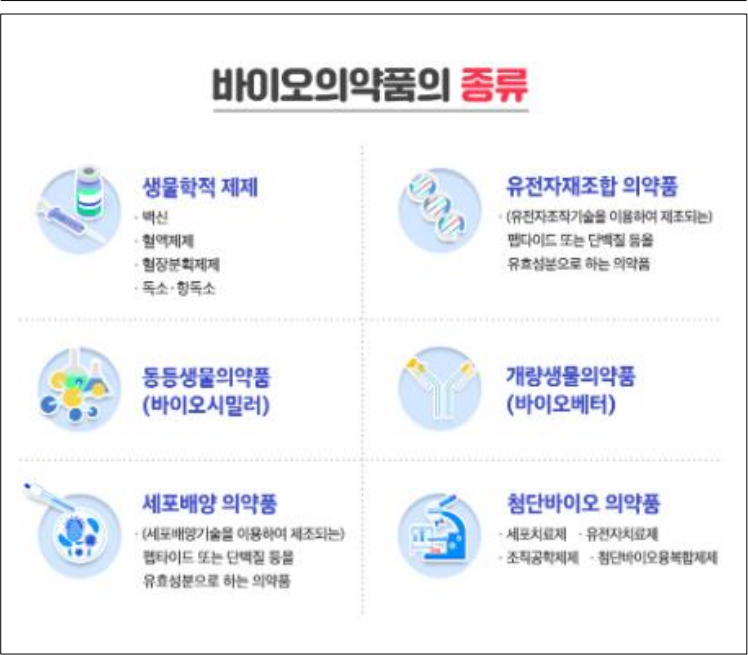 바이오의약품의 종류
생물학적 제제
· 백신
· 혈액제제
· 혈장분획제제
· 독소·항독소
유전자재조합 의약품
· (유전자조작기술을 이용하여 제조되는)
펩타이드 또는 단백질 등을
유효성분으로 하는 의약품
동등생물의약품
(바이오시밀러)
개량생물의약품
(바이오베터)
세포배양 의약품
· (세포배양기술을 이용하여 제조되는)
펩타이드 또는 단백질 등을
유효성분으로 하는 의약품
첨단바이오 의약품
· 세포치료제 · 유전자치료제
· 조직공학제제 · 첨단바이오융복합제제